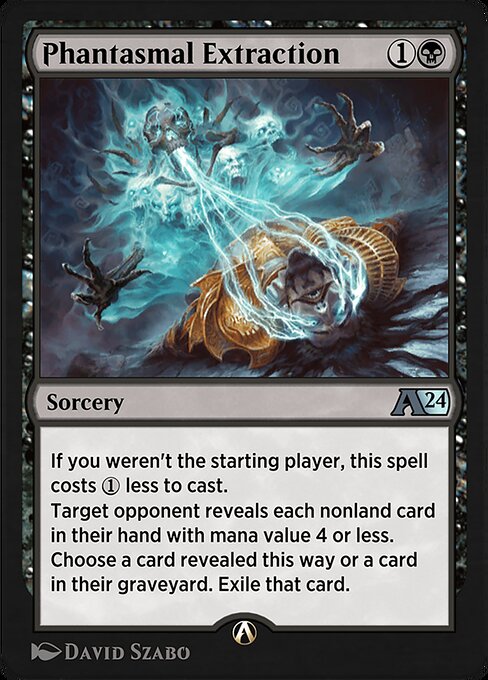 Phantasmal Extraction 1
Sorcery A24
If you weren't the starting player, this spell
costs 1 less to cast.
Target opponent reveals each nonland card
in their hand with mana value 4 or less.
Choose a card revealed this way or a card
in their graveyard. Exile that card.
David Szabo